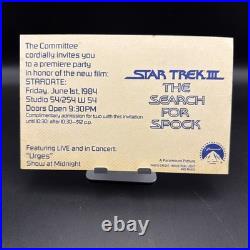 The Committee
cordially invites you
to a premiere party
in honor of the new film:
STARDATE:
Friday, June 1st, 1984
Studio 54/254 W 54
Doors Open 9:30PM
Complimentary admission for two with this invitation
until 10:30 after 10:30-$12 p.p.
Featuring LIVE and in Concert:
"Urges"
Show at Midnight
STAR TREK III
THE
SEARCH
FOR
SPOCK
A Paramount Picture